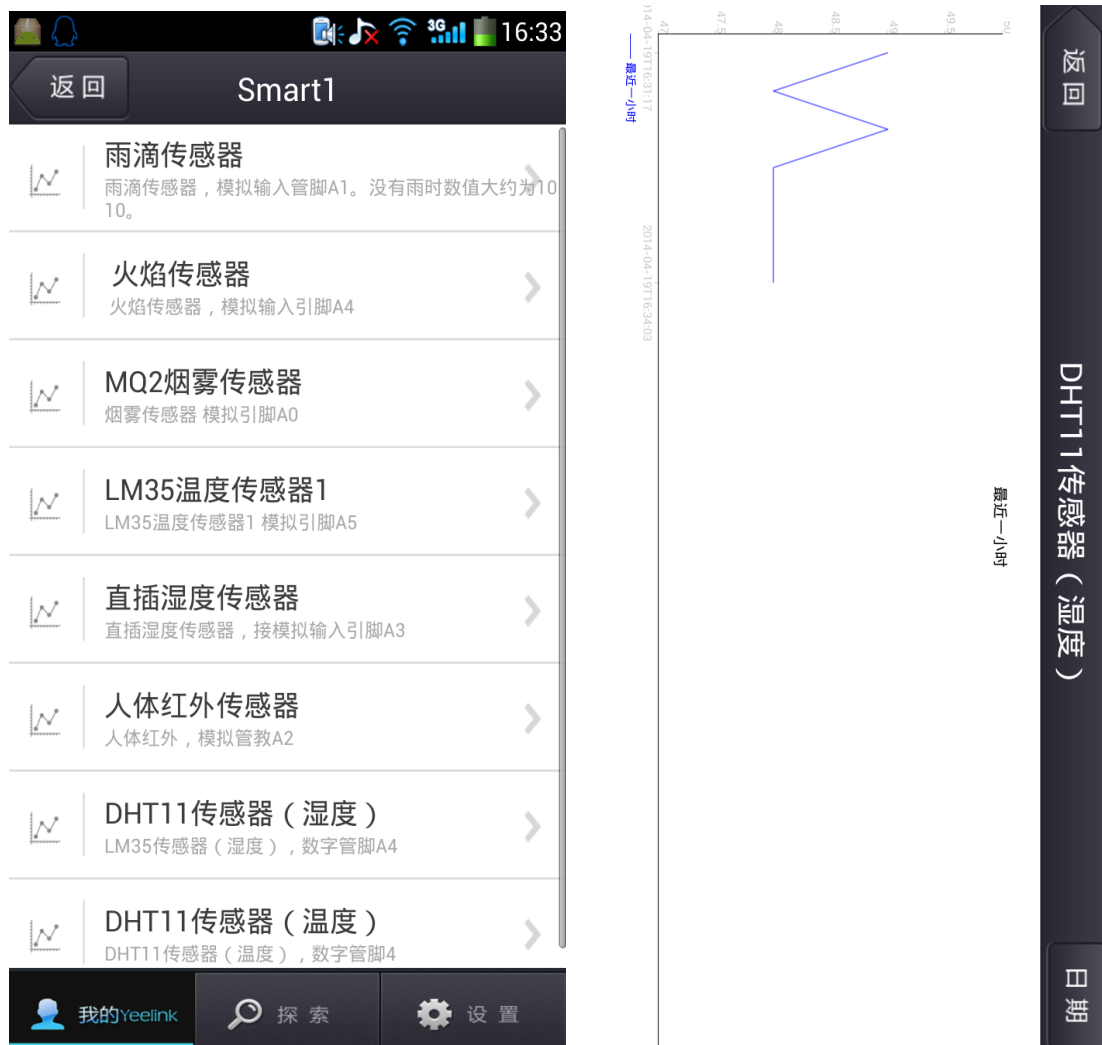 16:33
3G
返回
Smart1
雨滴传感器
雨滴传感器，模拟输入管脚A1。没有雨时数值大约为10
10。
火焰传感器
火焰传感器，模拟输入引脚A4
MQ2烟雾传感器
烟雾传感器 模拟引脚A0
LM35温度传感器1
LM35温度传感器1 模拟引脚A5
直插湿度传感器
直插湿度传感器，接模拟输入引脚A3
人体红外传感器
人体红外，模拟管教A2
DHT11传感器（湿度）
LM35传感器（湿度），数字管脚A4
DHT11传感器（温度）
DHT11传感器（温度），数字管脚4
我的Yeelink
探索
设置
返回
DHT11传感器（湿度）
日期
最近一小时
50
49.5
49
48.5
48
47.5
47
014-04-19T16:31:17
2014-04-19T16:34:03
最近一小时